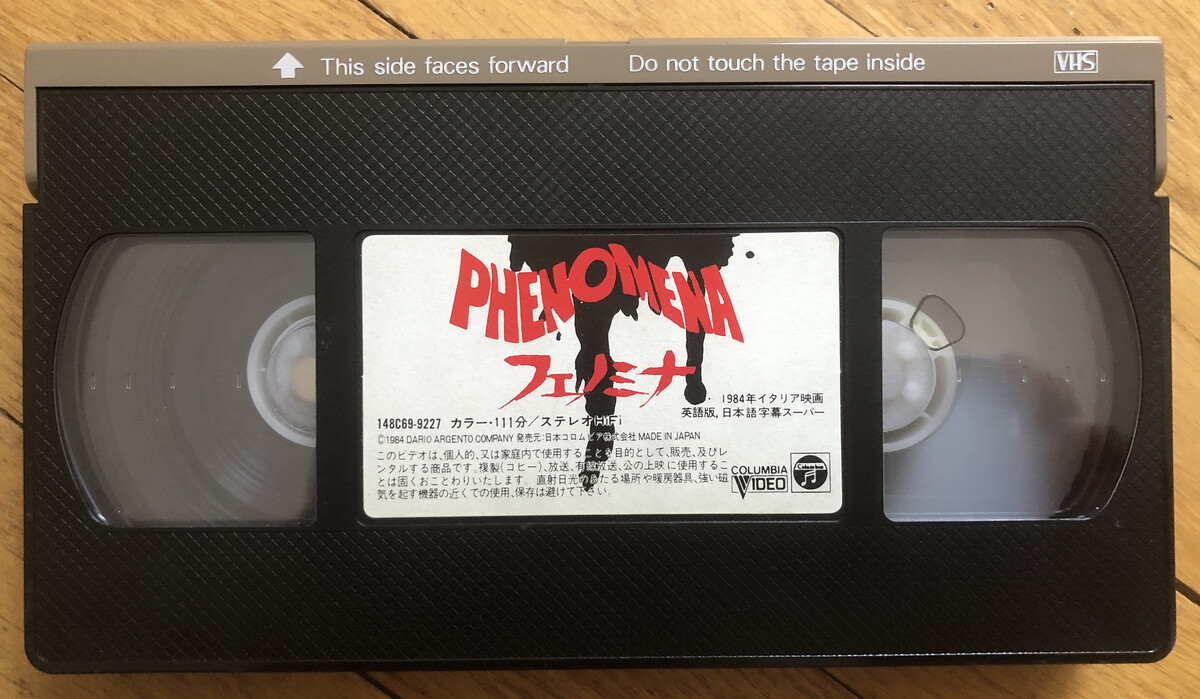 This side faces forward Do not touch the tape inside VHS
PHENOMENA
フェノミナ
1984年イタリア映画
英語版,日本語字幕スーパー
148C69-9227 カラー・111分/ステレオHiFi
©1984 DARIO ARGENTO COMPANY 発売元:日本コロムビア株式会社 MADE IN JAPAN
このビデオは、個人的、又は家庭内で使用することを目的として、販売、及びレ
ンタルする商品です。複製(コピー)、放送、有線放送、公の上映に使用するこ
とは固くおことわりいたします。 直射日光のあたる場所や暖房器具、強い磁
気を起す機器の近くでの使用、保存は避けて下さい。
COLUMBIA
VIDEO
Columbia